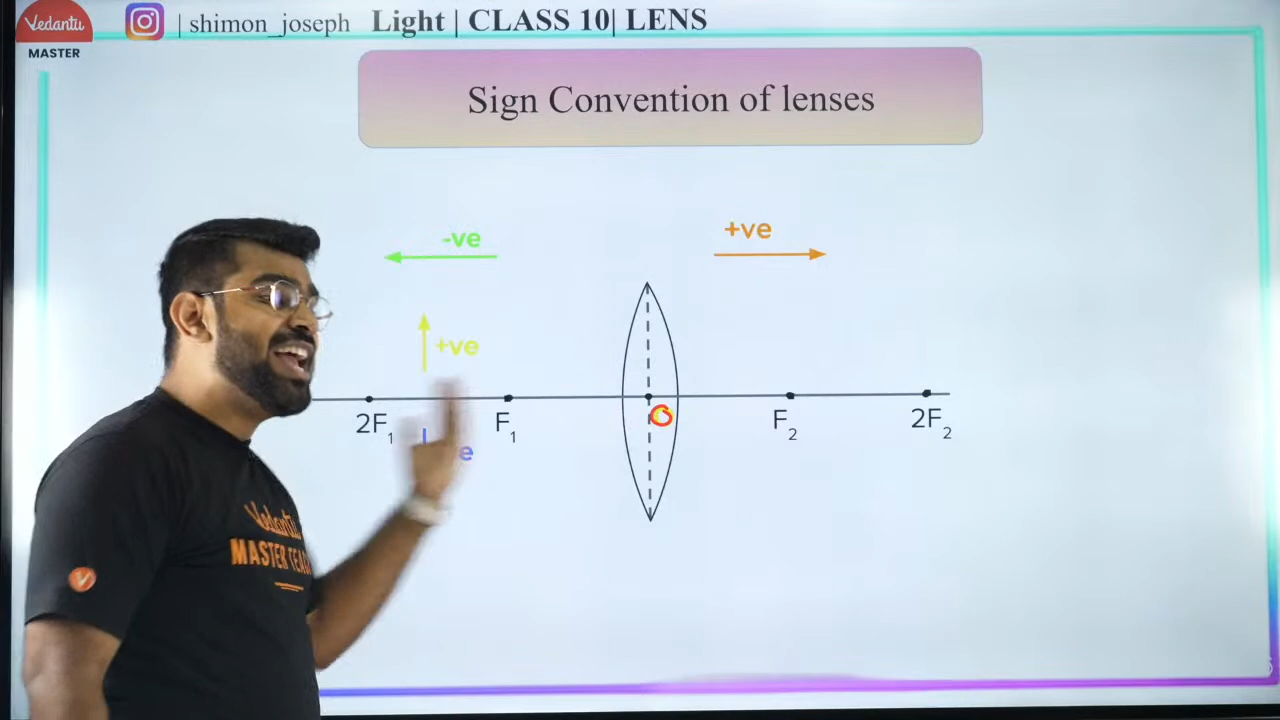 Vedantu
MASTER
| shimon_joseph Light | CLASS 10| LENS
Sign Convention of lenses
-ve
+ve
+ve
2F₁
F₁
O
F₂
2F₂
e
Vedantu
MASTER
V